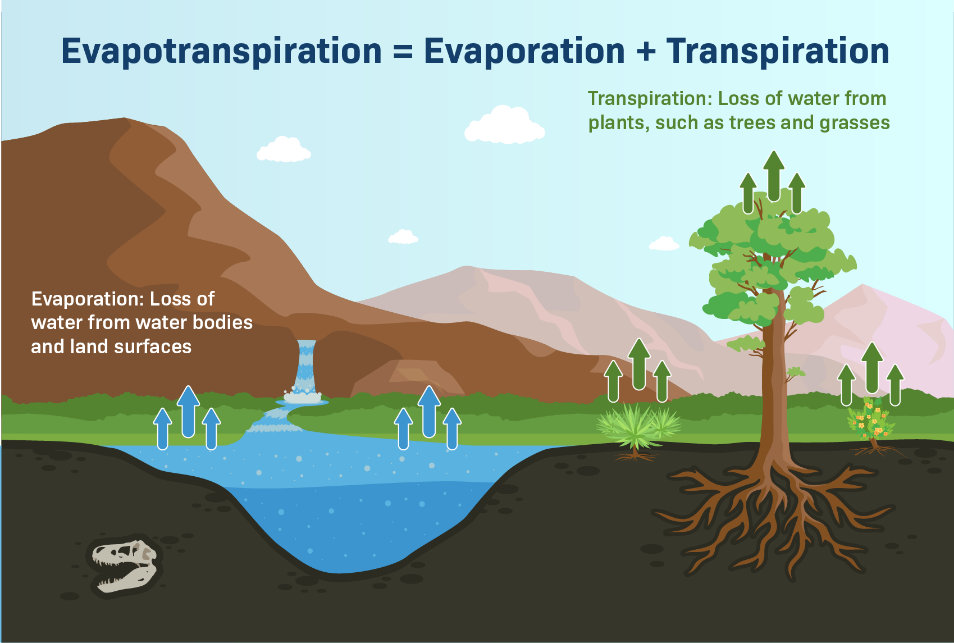 Evapotranspiration = Evaporation + Transpiration
Transpiration: Loss of water from
plants, such as trees and grasses
Evaporation: Loss of
water from water bodies
and land surfaces